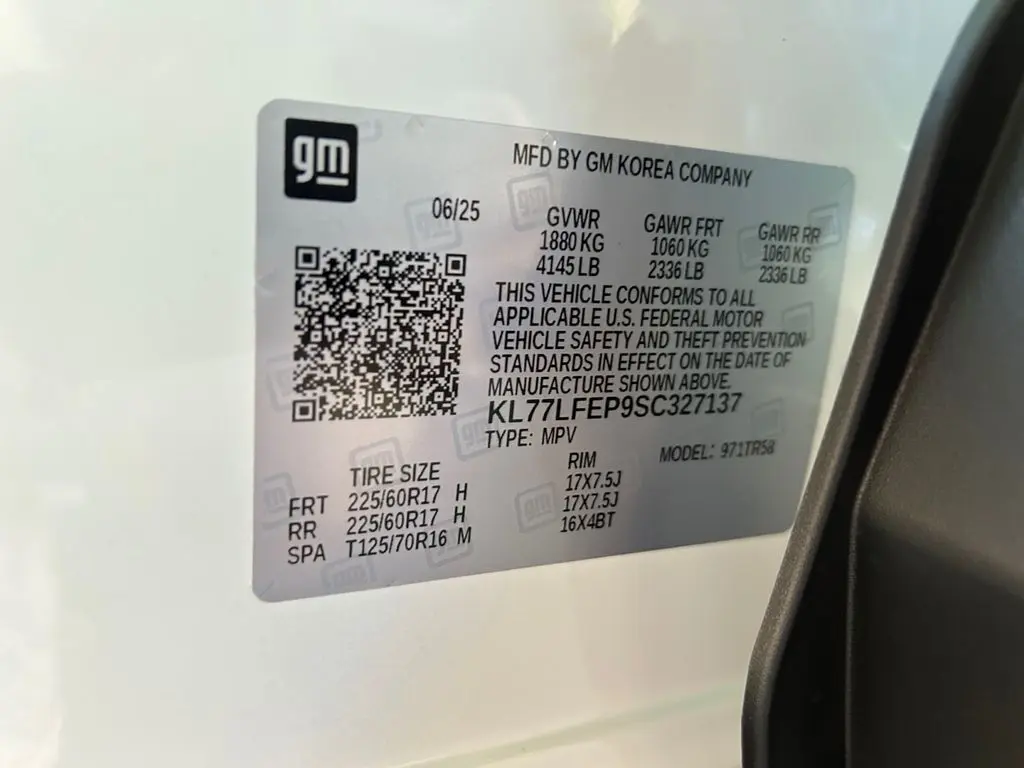 gm
MFD BY GM KOREA COMPANY
06/25
GVWR GAWR FRT GAWR RR
1880 KG 1060 KG 1060 KG
4145 LB 2336 LB 2336 LB
THIS VEHICLE CONFORMS TO ALL
APPLICABLE U.S. FEDERAL MOTOR
VEHICLE SAFETY AND THEFT PREVENTION
STANDARDS IN EFFECT ON THE DATE OF
MANUFACTURE SHOWN ABOVE.
KL77LFEP9SC327137
TYPE: MPV MODEL: 971TR58
TIRE SIZE RIM
FRT 225/60R17 H 17X7.5J
RR 225/60R17 H 17X7.5J
SPA T125/70R16 M 16X4BT